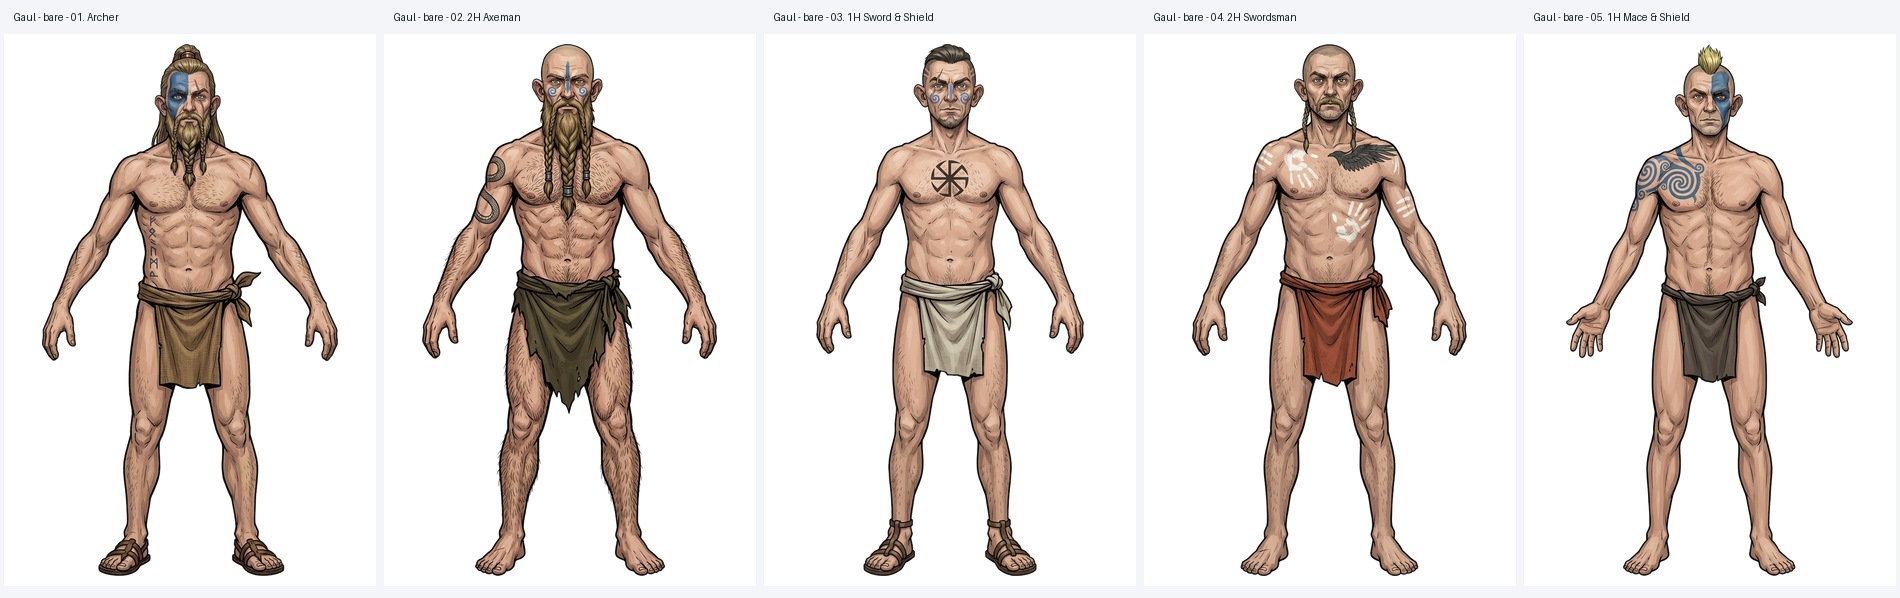 Gaul - bare - 01. Archer
Gaul - bare - 02. 2H Axeman
Gaul - bare - 03. 1H Sword & Shield
Gaul - bare - 04. 2H Swordsman
Gaul - bare - 05. 1H Mace & Shield